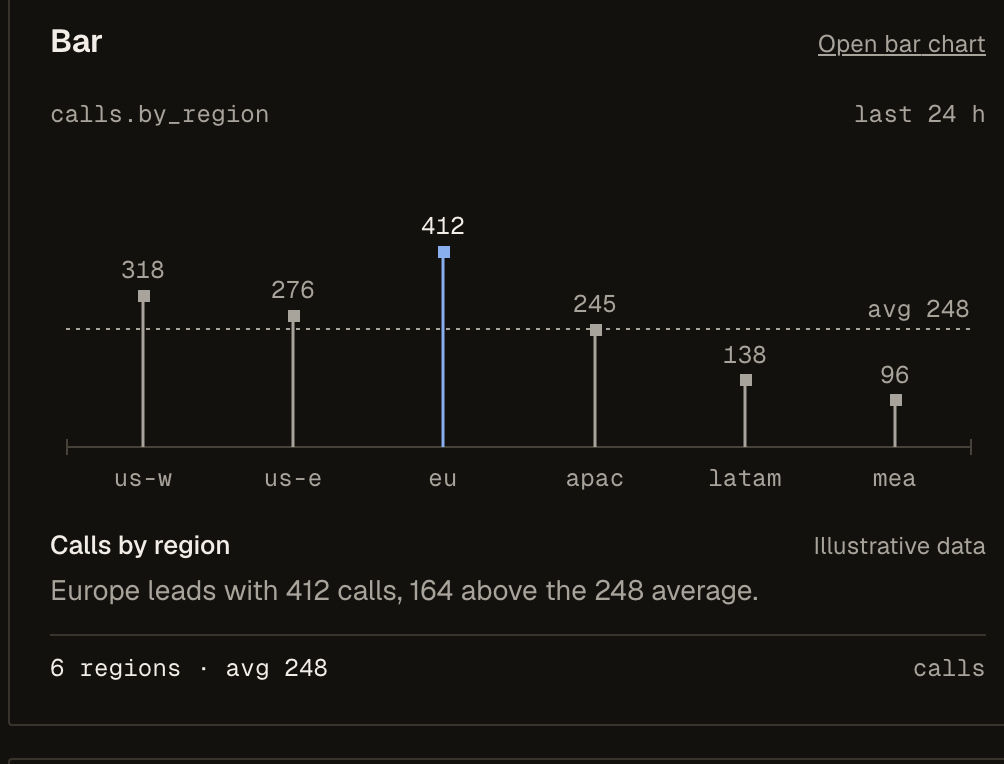 Bar
Open bar chart
calls.by_region
last 24 h
412
318
276
245
avg 248
138
96
us-w us-e eu apac latam mea
Calls by region
Illustrative data
Europe leads with 412 calls, 164 above the 248 average.
6 regions · avg 248
calls